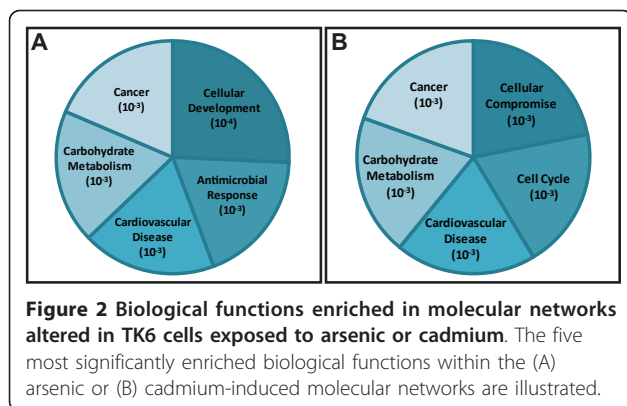 A
Cancer
(10-3)
Cellular
Development
(10-4)
Carbohydrate
Metabolism
(10-3)
Antimicrobial
Response
(10-3)
Cardiovascular
Disease
(10-3)
B
Cancer
(10-3)
Cellular
Compromise
(10-3)
Carbohydrate
Metabolism
(10-3)
Cell Cycle
(10-3)
Cardiovascular
Disease
(10-3)
Figure 2 Biological functions enriched in molecular networks
altered in TK6 cells exposed to arsenic or cadmium. The five
most significantly enriched biological functions within the (A)
arsenic or (B) cadmium-induced molecular networks are illustrated.